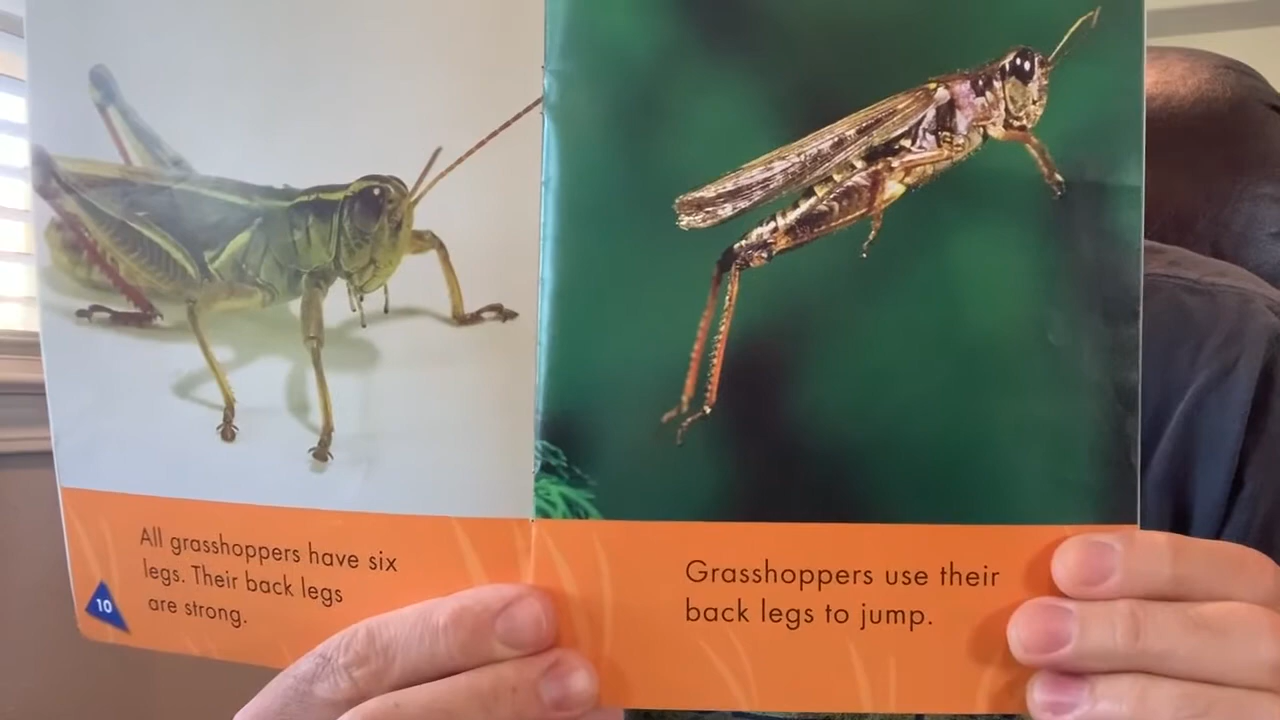 All grasshoppers have six
legs. Their back legs
are strong.
10
Grasshoppers use their
back legs to jump.